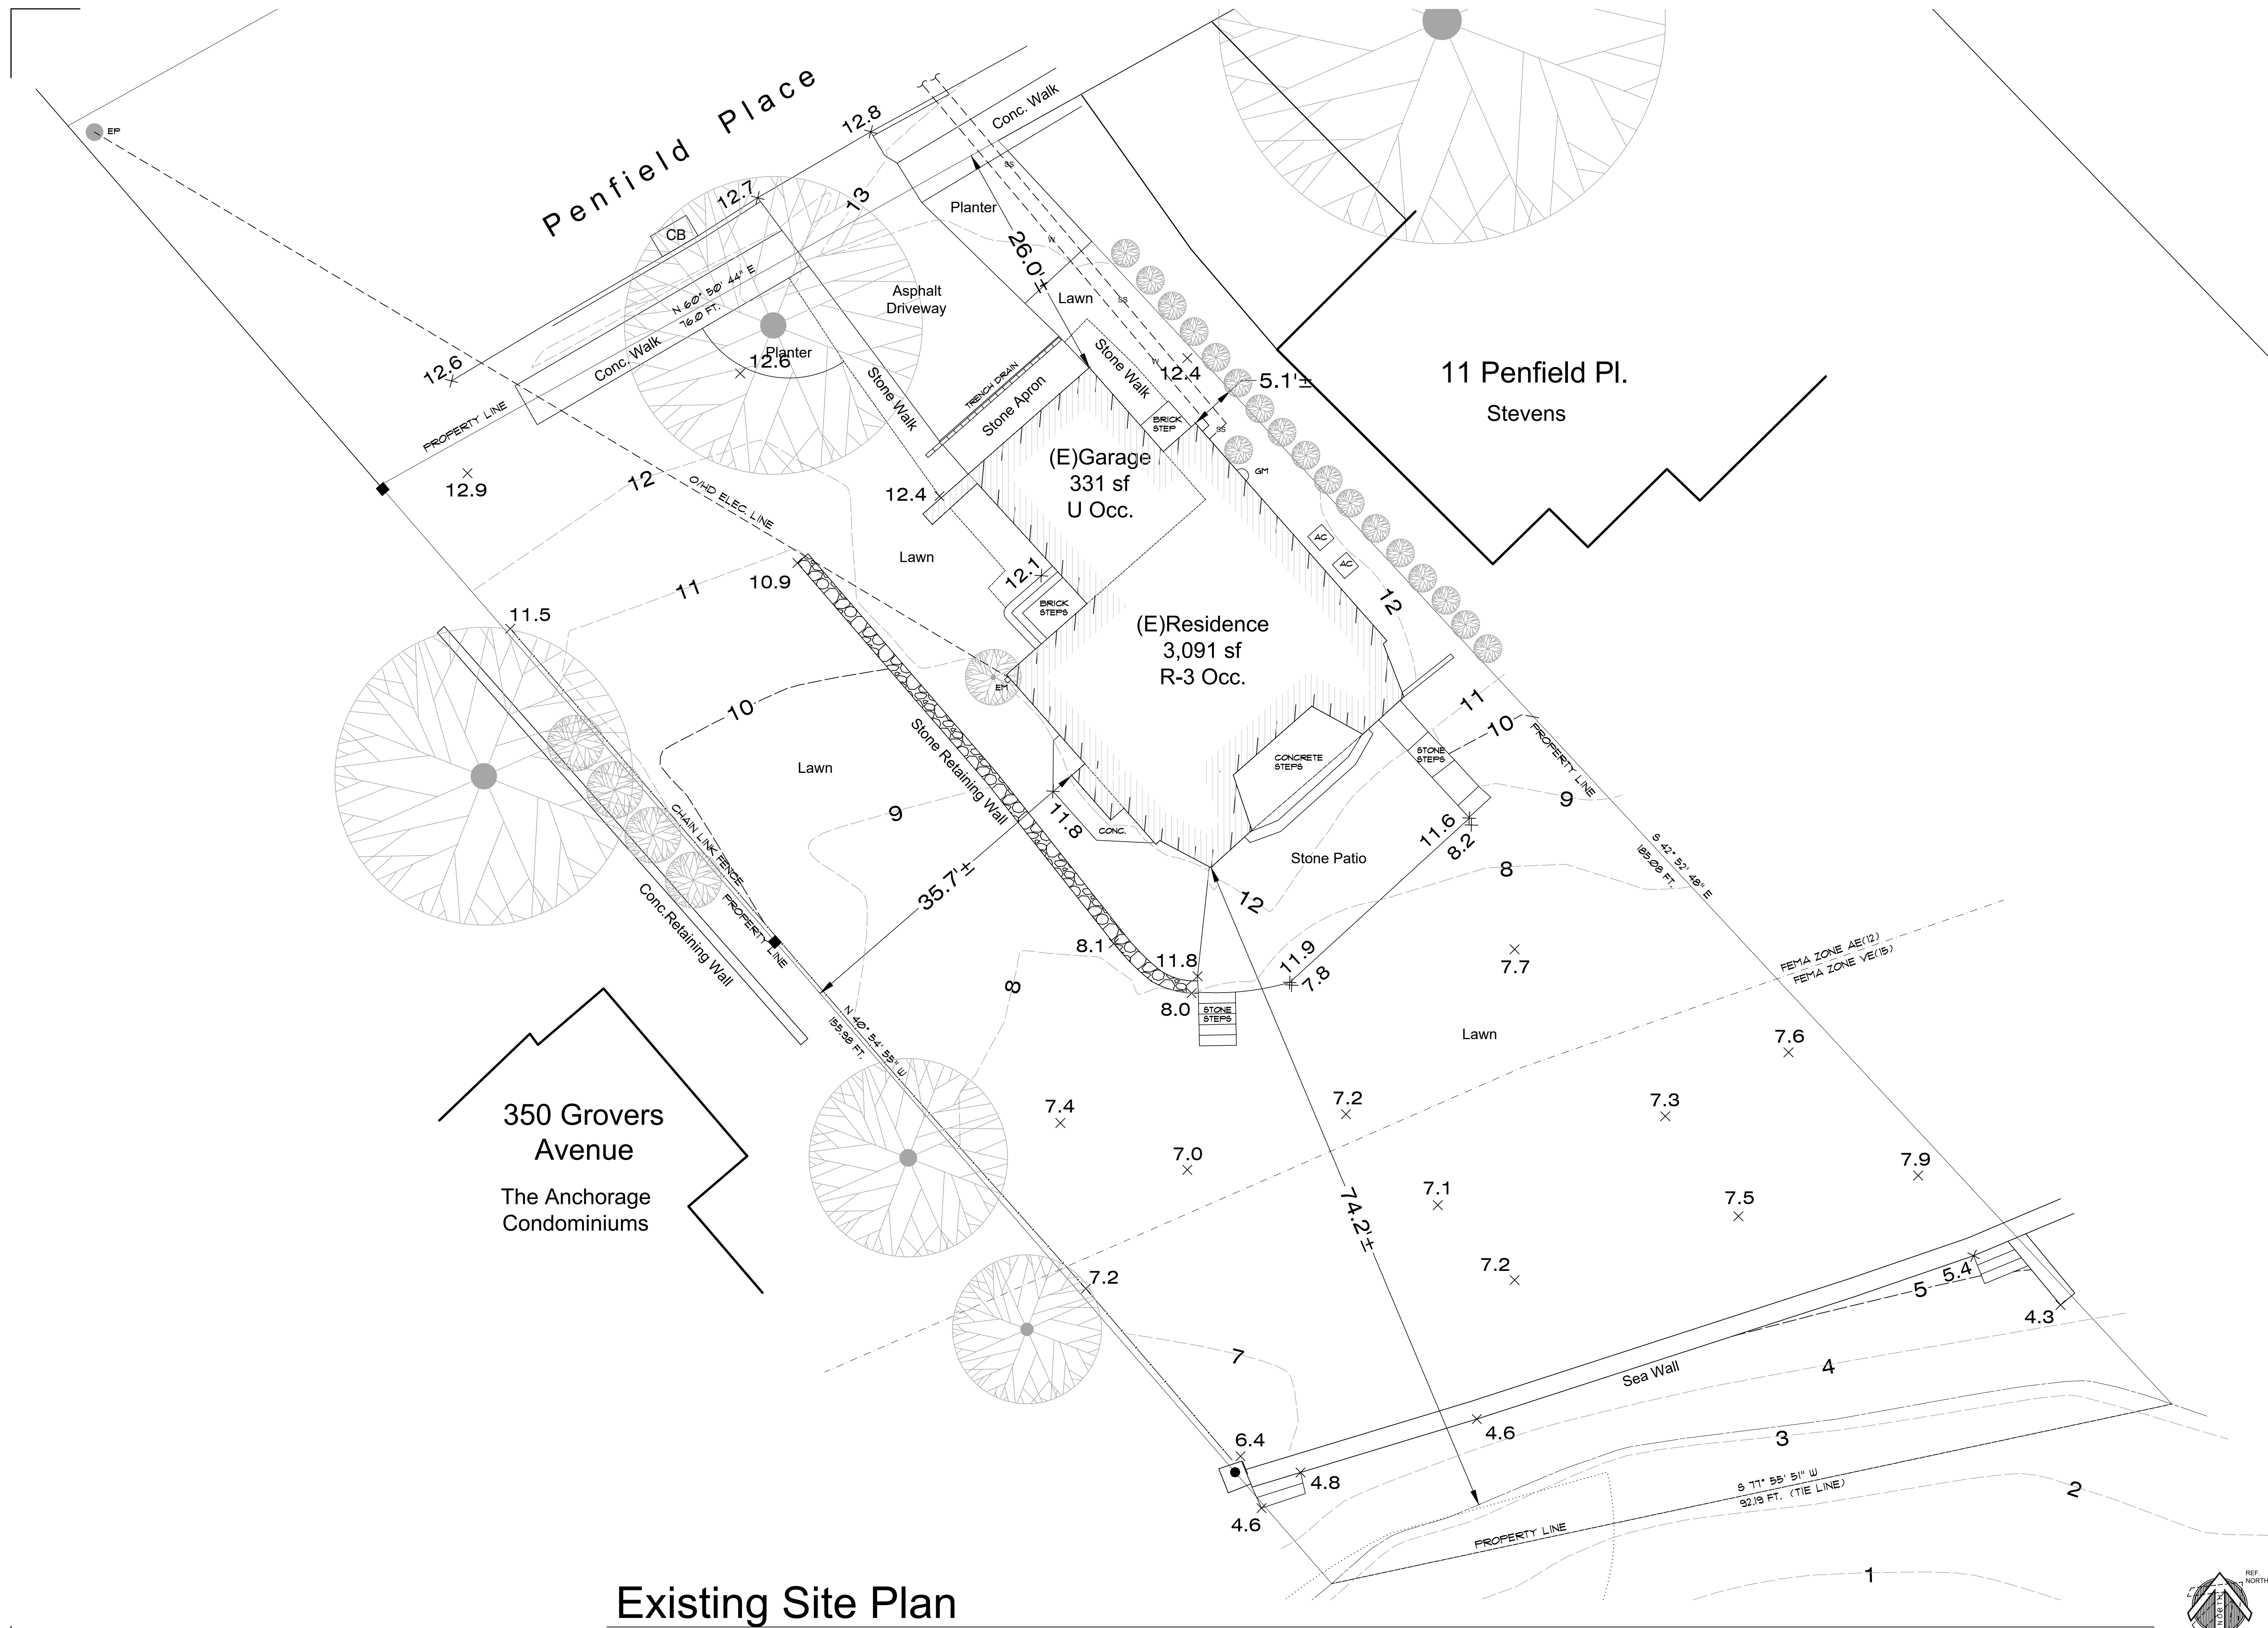 Penfield Place
EP
12.8
Conc. Walk
12.7
13
CB
SS
Planter
26.0'±
W
N 60° 50' 44" E
76.0 FT.
Asphalt
Driveway
Lawn
SS
12.6
Conc. Walk
Planter
12.6
Stone Walk
W
12.4
5.1'±
11 Penfield Pl.
Stevens
PROPERTY LINE
Stone Walk
TRENCH DRAIN
Stone Apron
BRICK
STEP
SS
12.9
12
O/HD ELEC. LINE
12.4
(E)Garage
331 sf
U Occ.
GM
AC
AC
Lawn
11
10.9
12.1
BRICK
STEPS
12
11.5
(E)Residence
3,091 sf
R-3 Occ.
EM
10
11
10
Stone Retaining Wall
STONE
STEPS
PROPERTY LINE
CONCRETE
STEPS
Lawn
9
9
CHAIN LINK FENCE
11.8
CONC.
11.6
8.2
Stone Patio
S 42° 52' 48" E
185.08 FT.
35.7'±
8
12
Conc.Retaining Wall
PROPERTY LINE
8.1
11.8
11.9
7.8
7.7
FEMA ZONE AE(12)
FEMA ZONE VE(15)
8
8.0
STONE
STEPS
Lawn
N 40° 54' 55" W
155.98 FT.
7.6
350 Grovers
Avenue
The Anchorage
Condominiums
7.4
7.2
7.3
7.0
7.9
7.1
7.5
74.2'±
7.2
7.2
5.4
5
4.3
7
4
Sea Wall
6.4
4.6
3
4.8
S 77° 55' 51" W
92.19 FT. (TIE LINE)
2
4.6
PROPERTY LINE
1
Existing Site Plan
REF.
NORTH
NORTH